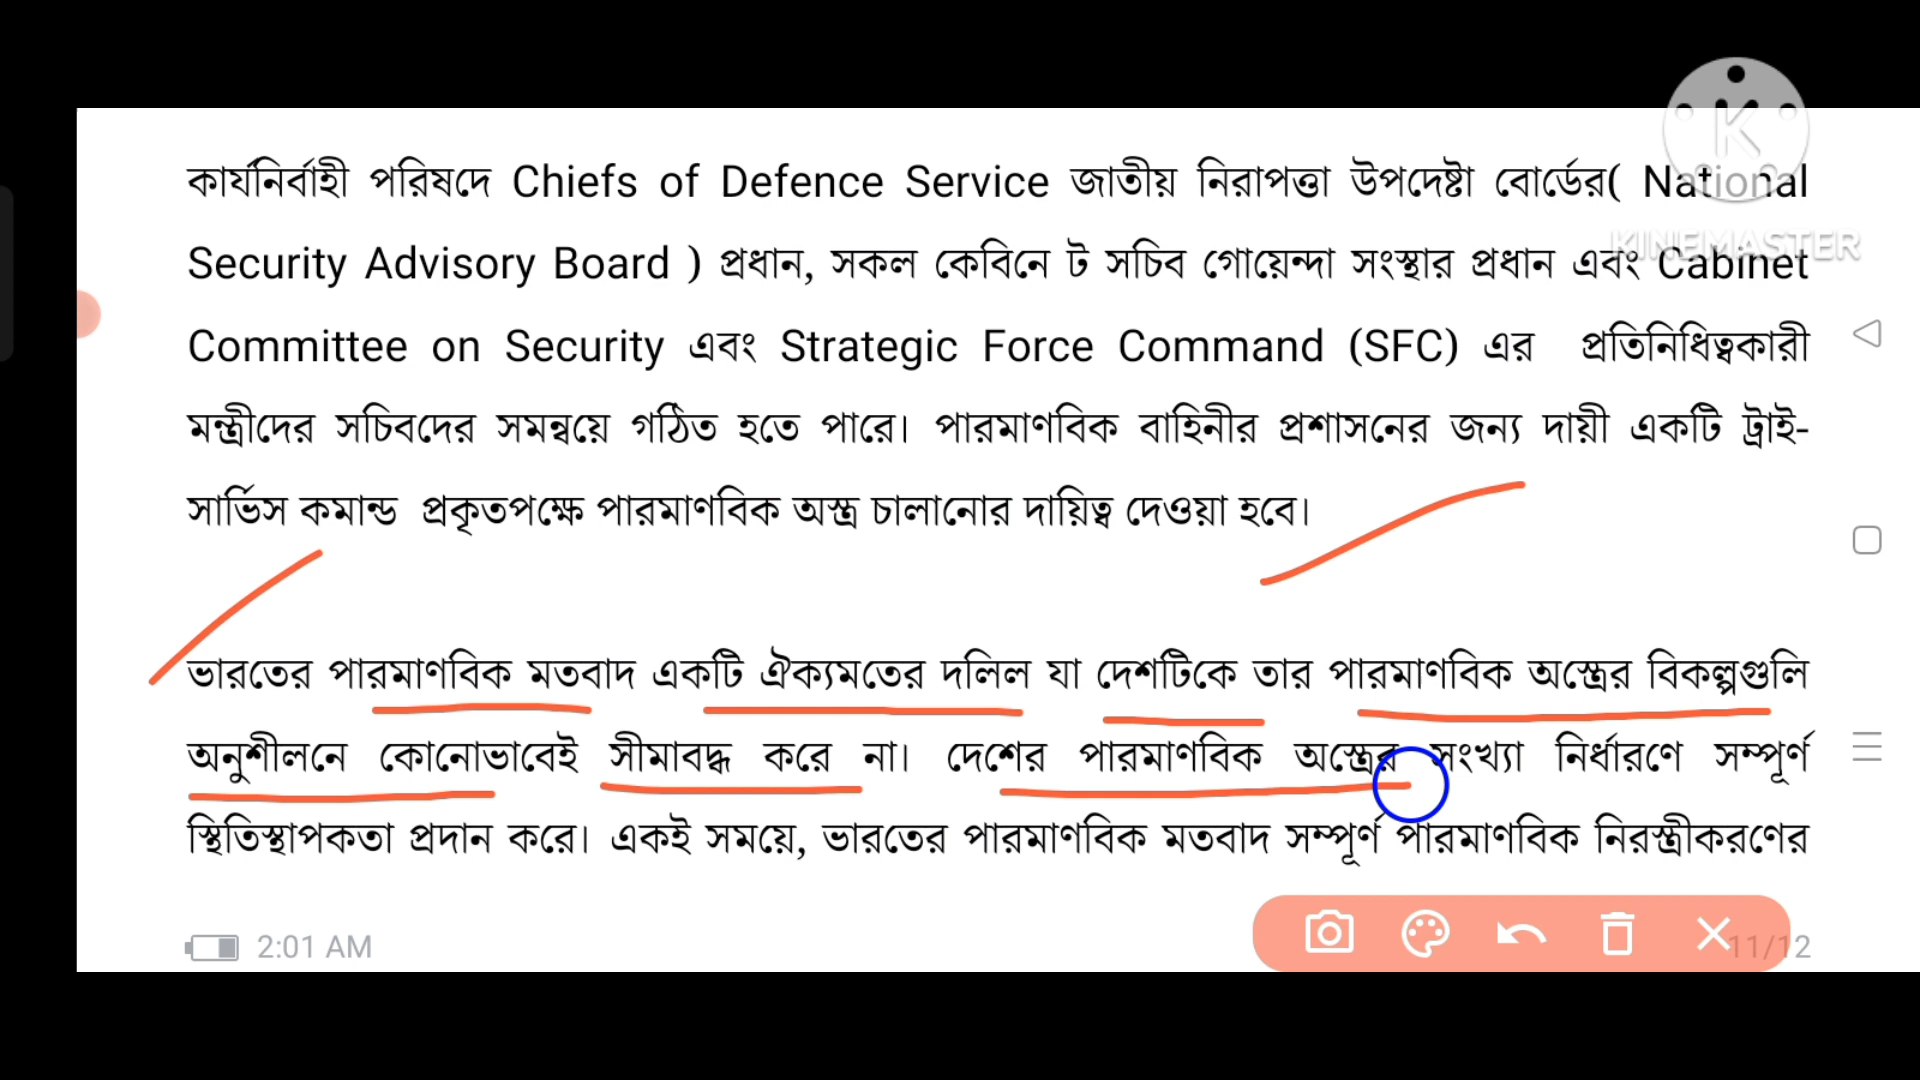 কার্যনির্বাহী পরিষদে Chiefs of Defence Service জাতীয় নিরাপত্তা উপদেষ্টা বোর্ডের( National
Security Advisory Board ) প্রধান, সকল কেবিনে ট সচিব গোয়েন্দা সংস্থার প্রধান এবং Cabinet
KINEMASTER
Committee on Security এবং Strategic Force Command (SFC) এর প্রতিনিধিত্বকারী
মন্ত্রীদের সচিবদের সমন্বয়ে গঠিত হতে পারে। পারমাণবিক বাহিনীর প্রশাসনের জন্য দায়ী একটি ট্রাই-
সার্ভিস কমান্ড প্রকৃতপক্ষে পারমাণবিক অস্ত্র চালানোর দায়িত্ব দেওয়া হবে।
ভারতের পারমাণবিক মতবাদ একটি ঐক্যমতের দলিল যা দেশটিকে তার পারমাণবিক অস্ত্রের বিকল্পগুলি
অনুশীলনে কোনোভাবেই সীমাবদ্ধ করে না। দেশের পারমাণবিক অস্ত্রের সংখ্যা নির্ধারণে সম্পূর্ণ
স্থিতিস্থাপকতা প্রদান করে। একই সময়ে, ভারতের পারমাণবিক মতবাদ সম্পূর্ণ পারমাণবিক নিরস্ত্রীকরণের
2:01 AM
11/12